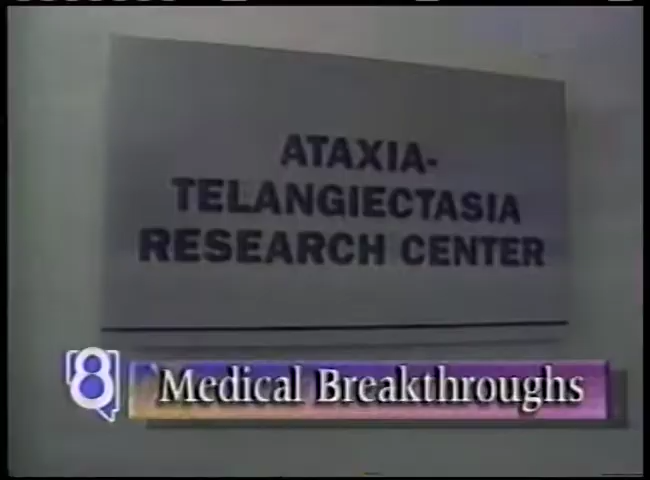 ATAXIA-
TELANGIECTASIA
RESEARCH CENTER
8
Medical Breakthroughs